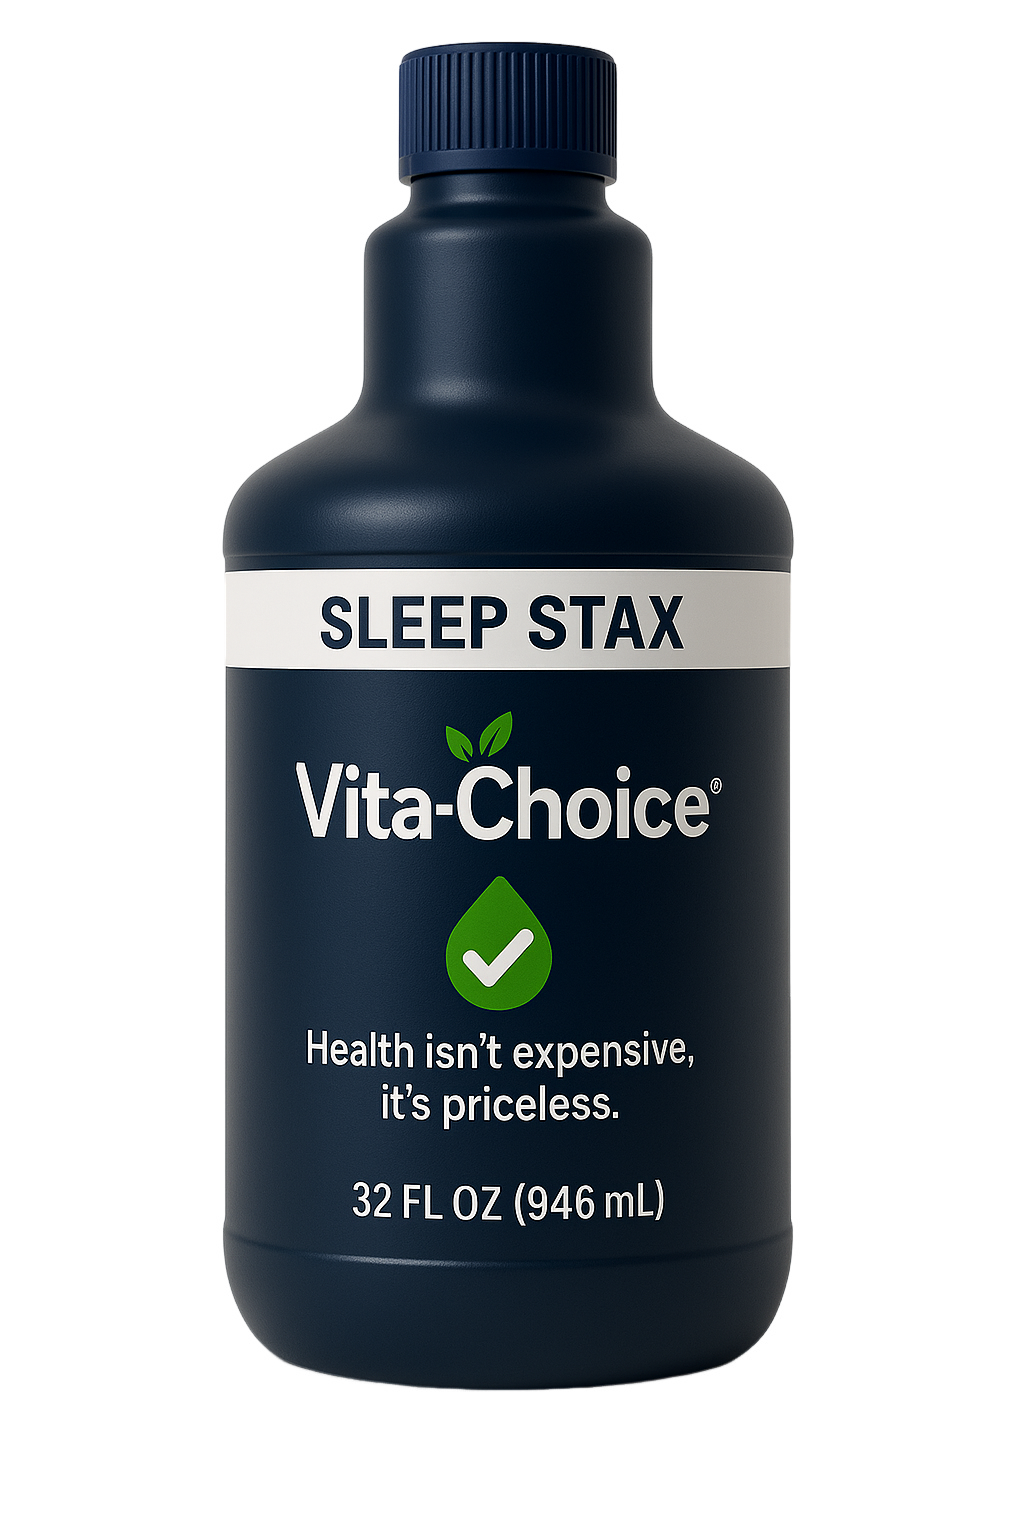 SLEEP STAX
Vita-Choice®
Health isn't expensive,
it's priceless.
32 FL OZ (946 mL)